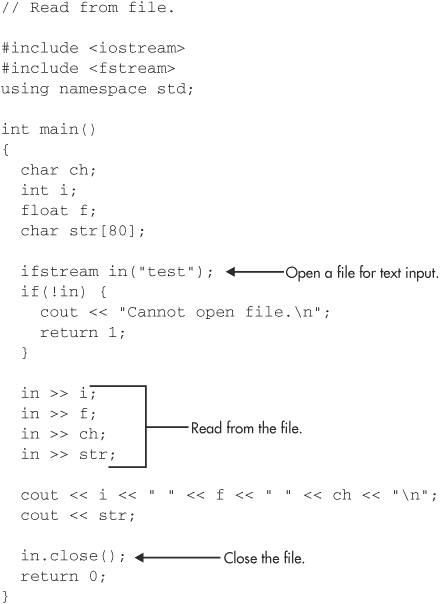 // Read from file.

#include <iostream>
#include <fstream>
using namespace std;

int main()
{
  char ch;
  int i;
  float f;
  char str[80];

  ifstream in("test"); Open a file for text input.
  if(!in) {
    cout << "Cannot open file.\n";
    return 1;
  }

  in >> i;
  in >> f;
  in >> ch; Read from the file.
  in >> str;

  cout << i << " " << f << " " << ch << "\n";
  cout << str;

  in.close(); Close the file.
  return 0;
}